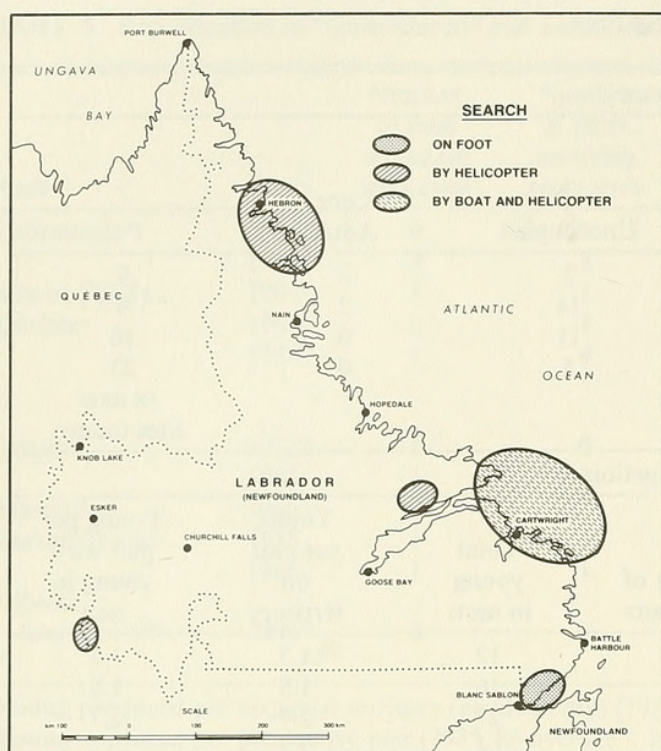 PORT BURWELL
UNGAVA
BAY
SEARCH
ON FOOT
BY HELICOPTER
BY BOAT AND HELICOPTER
HEBRON
QUÉBEC
ATLANTIC
NAIN
OCEAN
HOPEDALE
KNOB LAKE
LABRADOR
(NEWFOUNDLAND)
ESKER
CARTWRIGHT
CHURCHILL FALLS
GOOSE BAY
BATTLE
HARBOUR
BLANC SABLON
SCALE
km 100 0 100 200 300 km
NEWFOUNDLAND